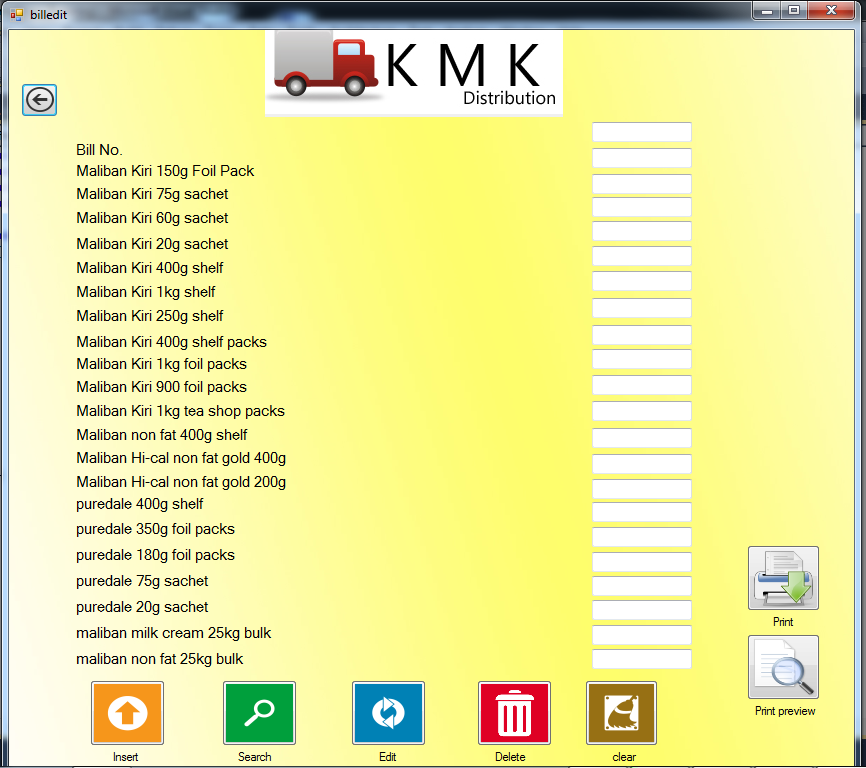 billedit
K M K
Distribution
Bill No.
Maliban Kiri 150g Foil Pack
Maliban Kiri 75g sachet
Maliban Kiri 60g sachet
Maliban Kiri 20g sachet
Maliban Kiri 400g shelf
Maliban Kiri 1kg shelf
Maliban Kiri 250g shelf
Maliban Kiri 400g shelf packs
Maliban Kiri 1kg foil packs
Maliban Kiri 900 foil packs
Maliban Kiri 1kg tea shop packs
Maliban non fat 400g shelf
Maliban Hi-cal non fat gold 400g
Maliban Hi-cal non fat gold 200g
puredale 400g shelf
puredale 350g foil packs
puredale 180g foil packs
puredale 75g sachet
puredale 20g sachet
maliban milk cream 25kg bulk
maliban non fat 25kg bulk
Print
Print preview
Insert
Search
Edit
Delete
clear